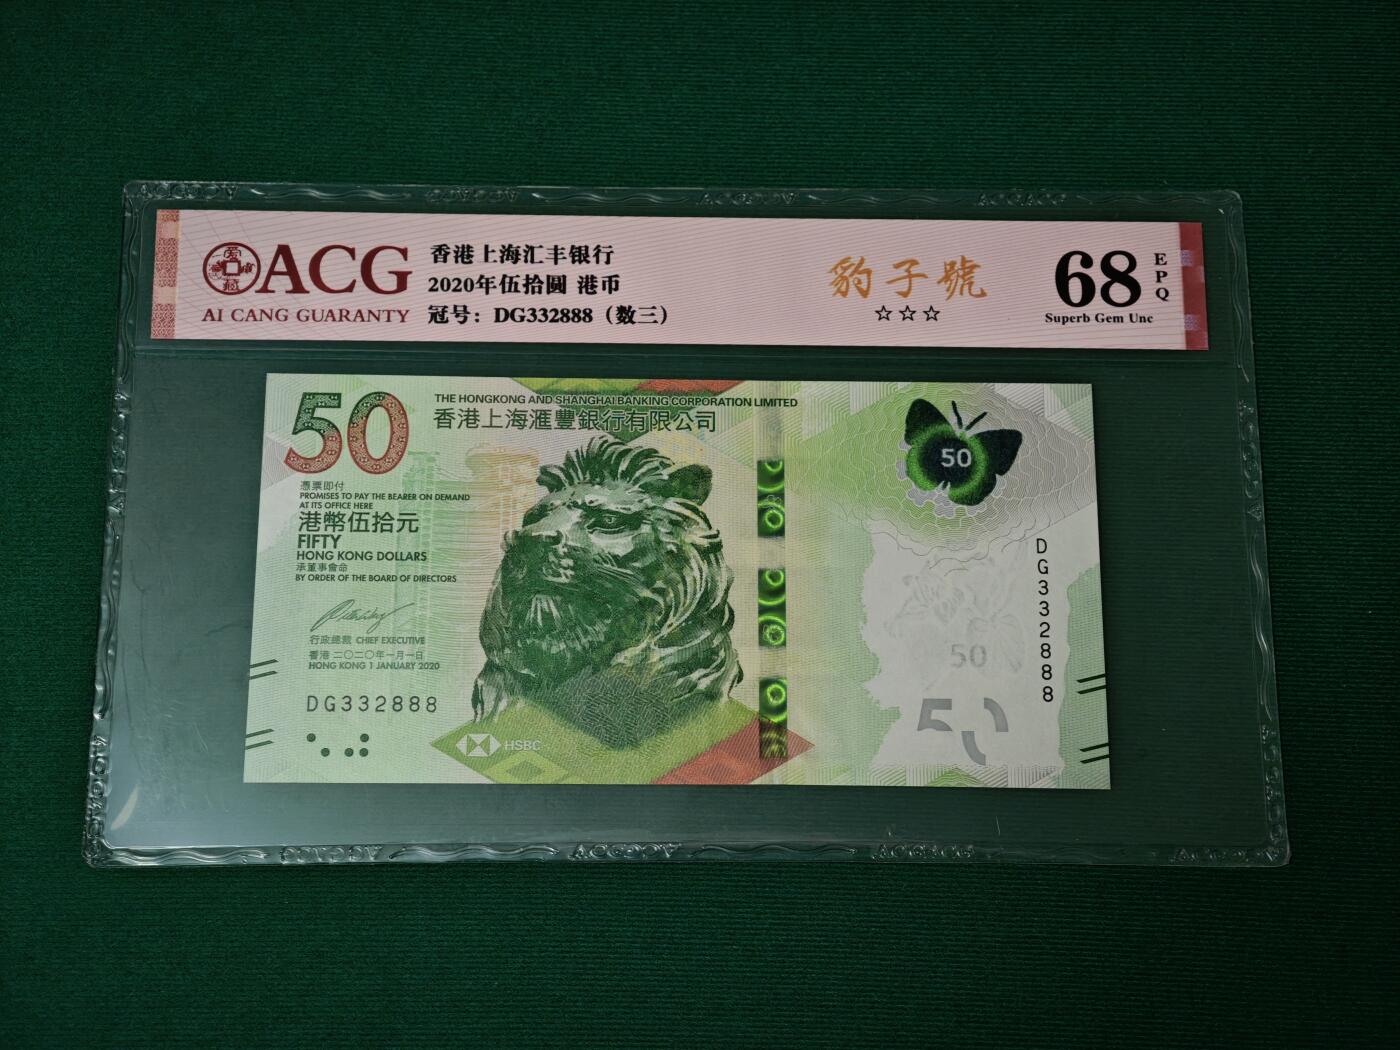 愛藏
ACG
AI CANG GUARANTY
香港上海汇丰银行
2020年伍拾圆 港币
冠号：DG332888（数三）
豹子號
☆☆☆
68
EPQ
Superb Gem Unc
50
THE HONGKONG AND SHANGHAI BANKING CORPORATION LIMITED
香港上海滙豐銀行有限公司
憑票即付
PROMISES TO PAY THE BEARER ON DEMAND
AT ITS OFFICE HERE
港幣伍拾元
FIFTY
HONG KONG DOLLARS
承董事會命
BY ORDER OF THE BOARD OF DIRECTORS
行政總裁 CHIEF EXECUTIVE
香港 二〇二〇年一月一日
HONG KONG 1 JANUARY 2020
DG332888
HSBC
50
DG332888
50
50